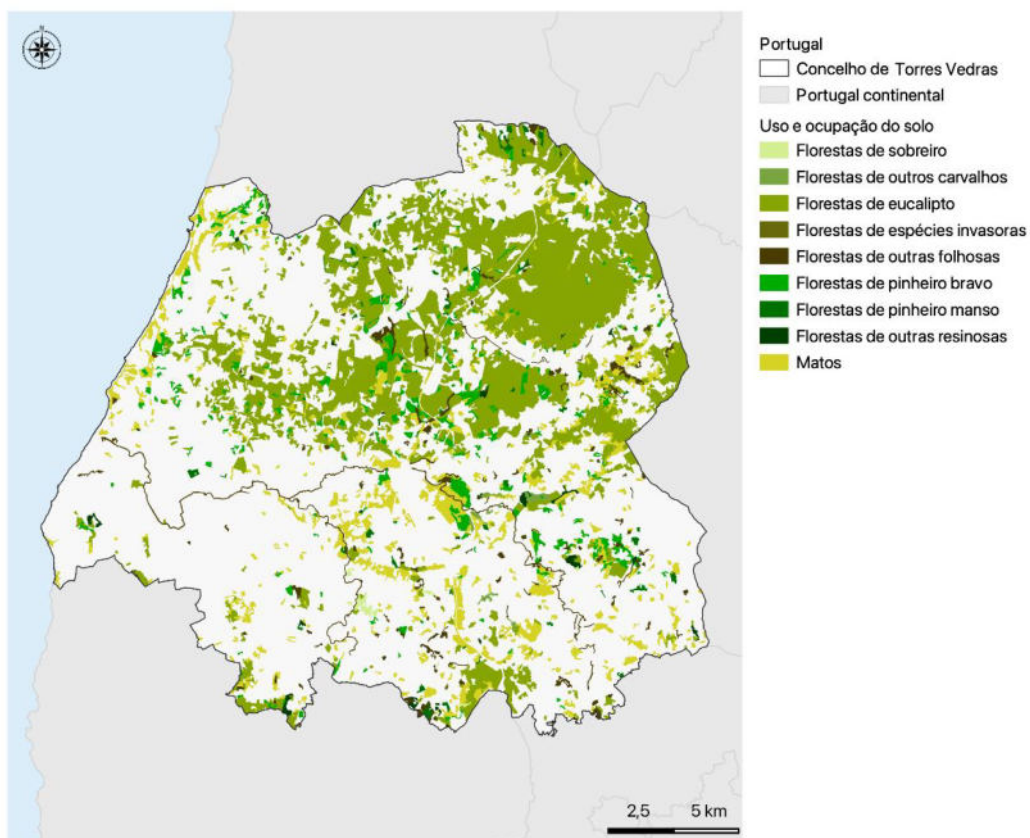 N
Portugal
Concelho de Torres Vedras
Portugal continental
Uso e ocupação do solo
Florestas de sobreiro
Florestas de outros carvalhos
Florestas de eucalipto
Florestas de espécies invasoras
Florestas de outras folhosas
Florestas de pinheiro bravo
Florestas de pinheiro manso
Florestas de outras resinosas
Matos
2,5 5 km